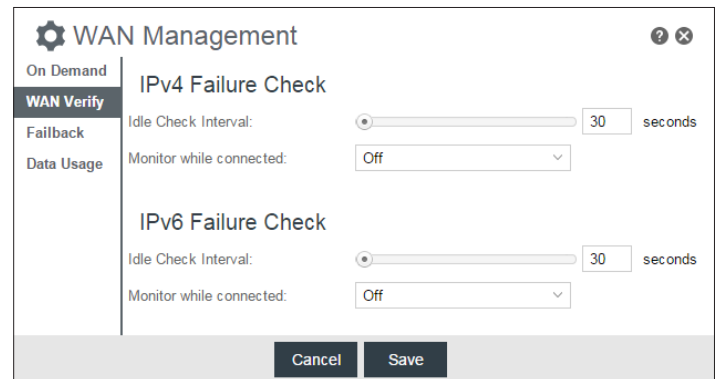 WAN Management
On Demand
WAN Verify
Failback
Data Usage
IPv4 Failure Check
Idle Check Interval: 30 seconds
Monitor while connected: Off
IPv6 Failure Check
Idle Check Interval: 30 seconds
Monitor while connected: Off
Cancel Save